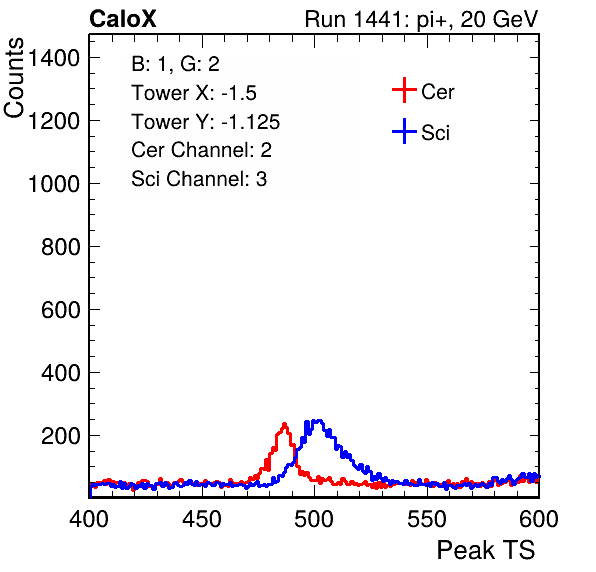 CaloX Run 1441: pi+, 20 GeV
Counts
B: 1, G: 2
Tower X: -1.5
Tower Y: -1.125
Cer Channel: 2
Sci Channel: 3
Cer
Sci
1400
1200
1000
800
600
400
200
400 450 500 550 600
Peak TS